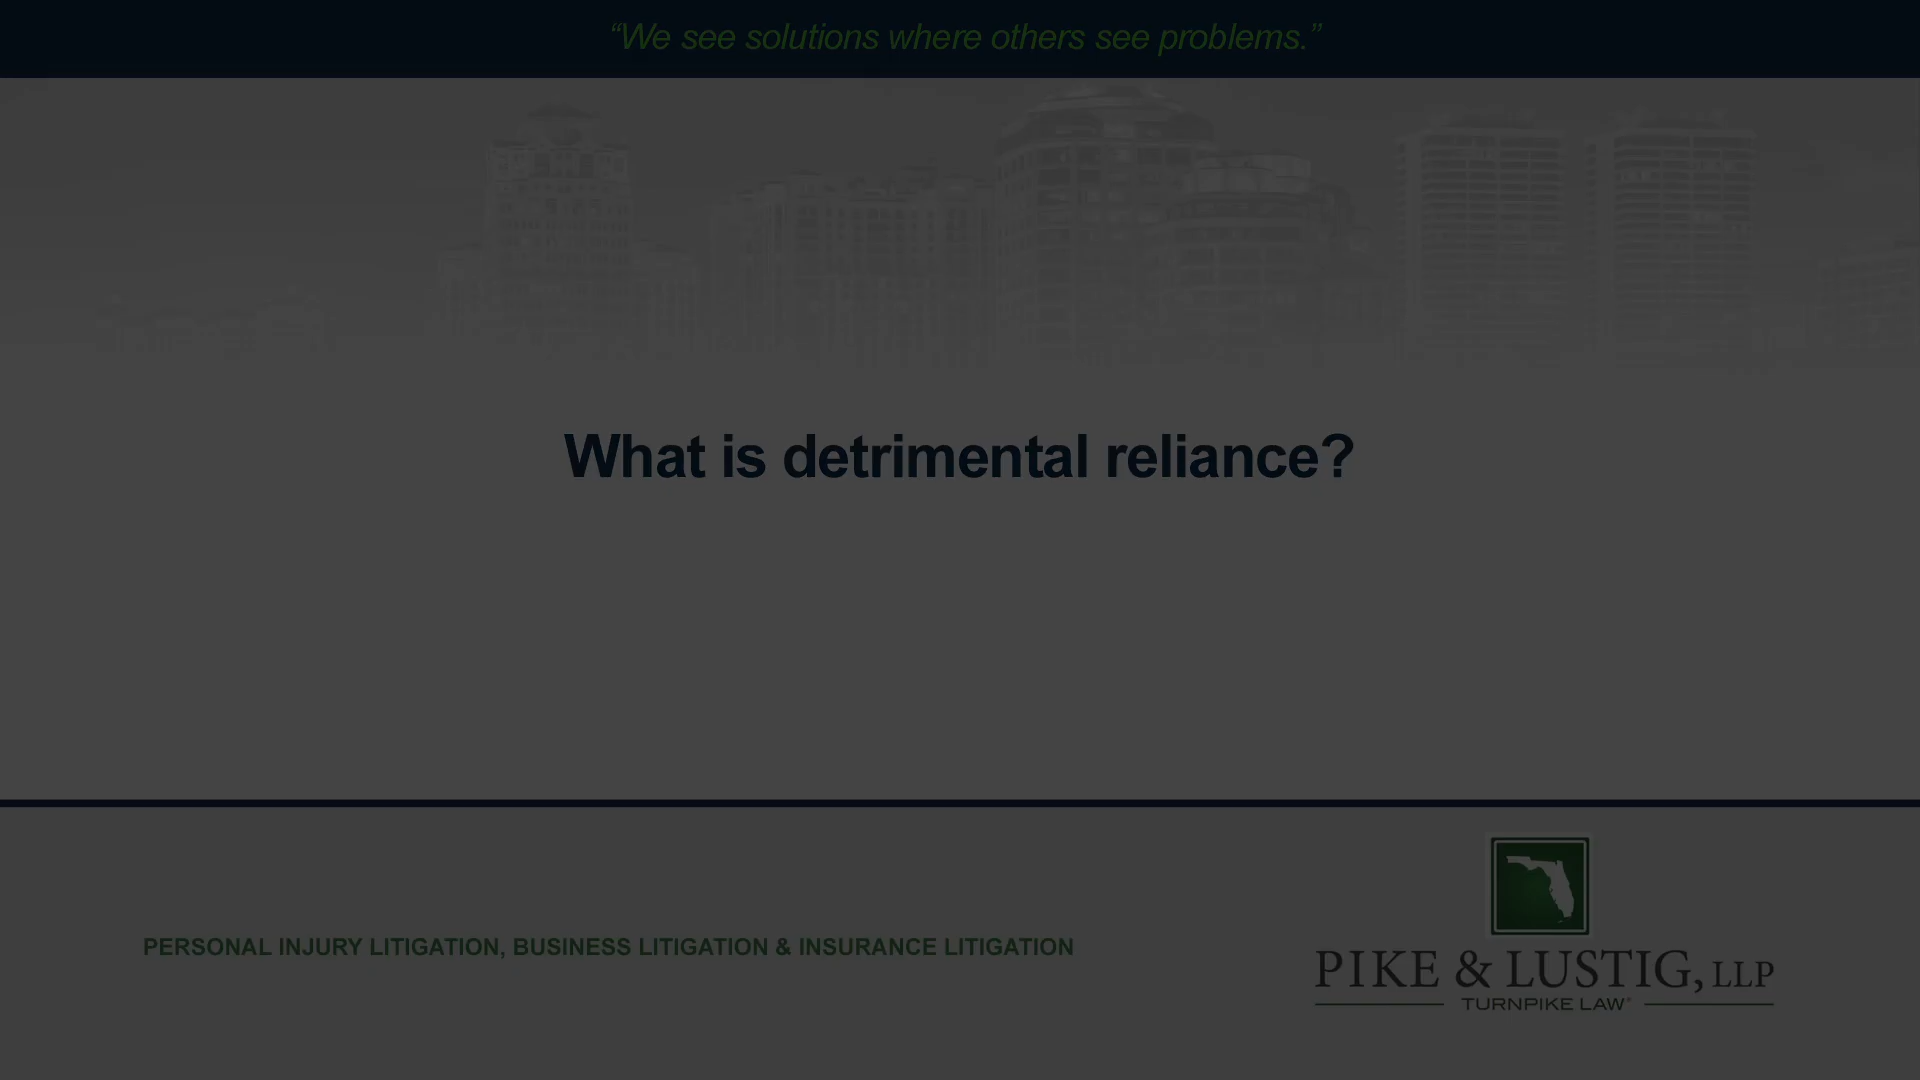 “We see solutions where others see problems.”
What is detrimental reliance?
PERSONAL INJURY LITIGATION, BUSINESS LITIGATION & INSURANCE LITIGATION
PIKE & LUSTIG, LLP
TURNPIKE LAW®